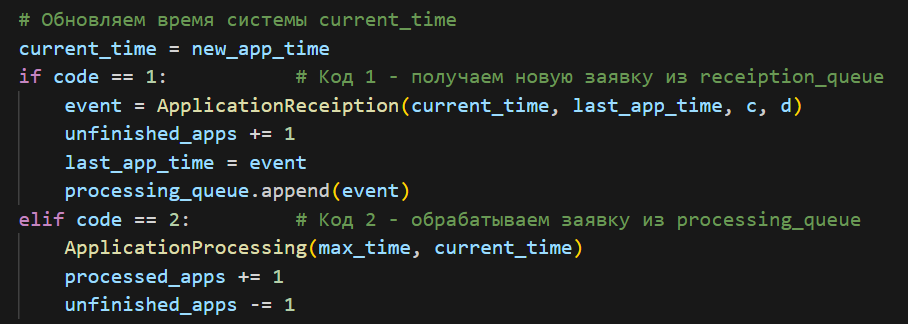 # Обновляем время системы current_time
current_time = new_app_time
if code == 1:          # Код 1 - получаем новую заявку из receiption_queue
    event = ApplicationReceiption(current_time, last_app_time, c, d)
    unfinished_apps += 1
    last_app_time = event
    processing_queue.append(event)
elif code == 2:        # Код 2 - обрабатываем заявку из processing_queue
    ApplicationProcessing(max_time, current_time)
    processed_apps += 1
    unfinished_apps -= 1